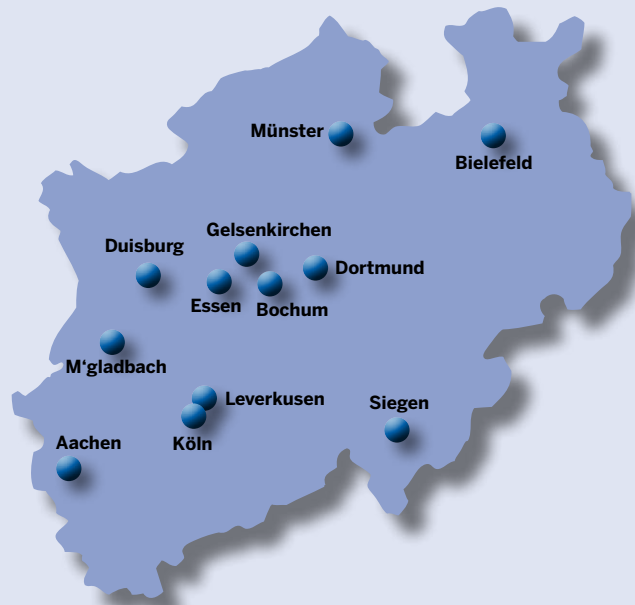 Münster
Bielefeld
Gelsenkirchen
Duisburg
Dortmund
Essen
Bochum
M‘gladbach
Leverkusen
Siegen
Köln
Aachen